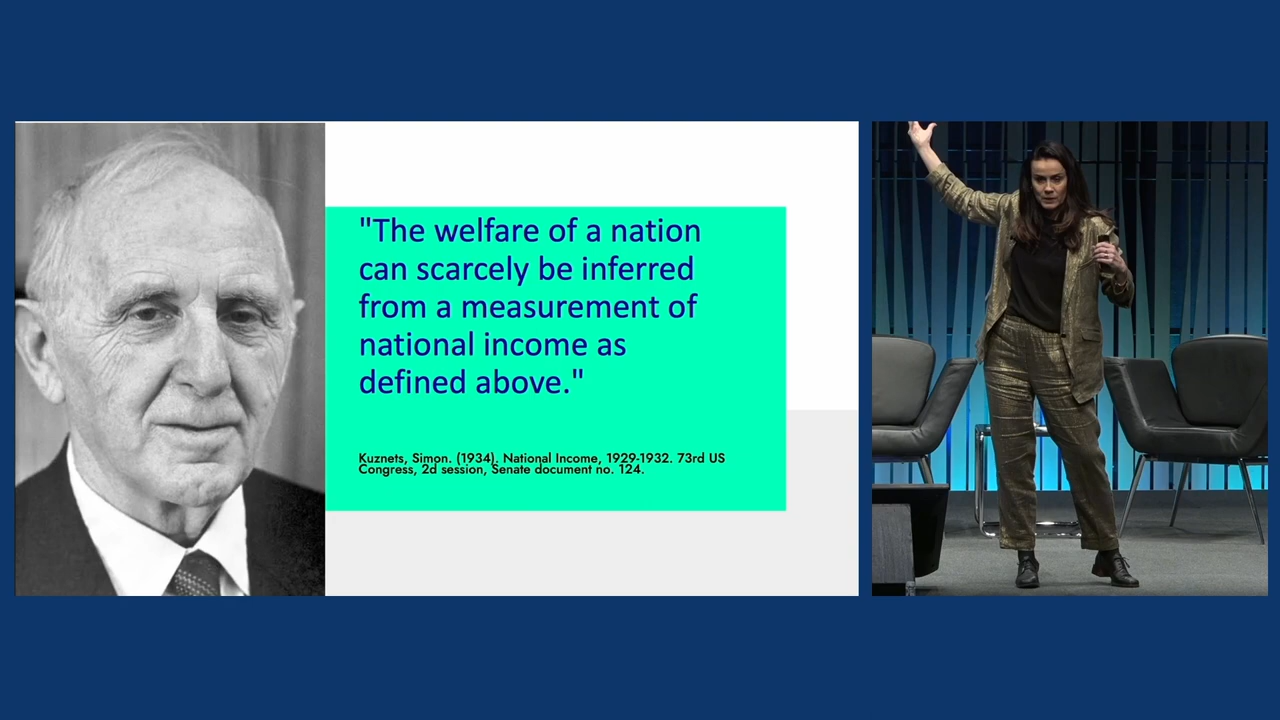 "The welfare of a nation
can scarcely be inferred
from a measurement of
national income as
defined above."
Kuznets, Simon. (1934). National Income, 1929-1932. 73rd US
Congress, 2d session, Senate document no. 124.